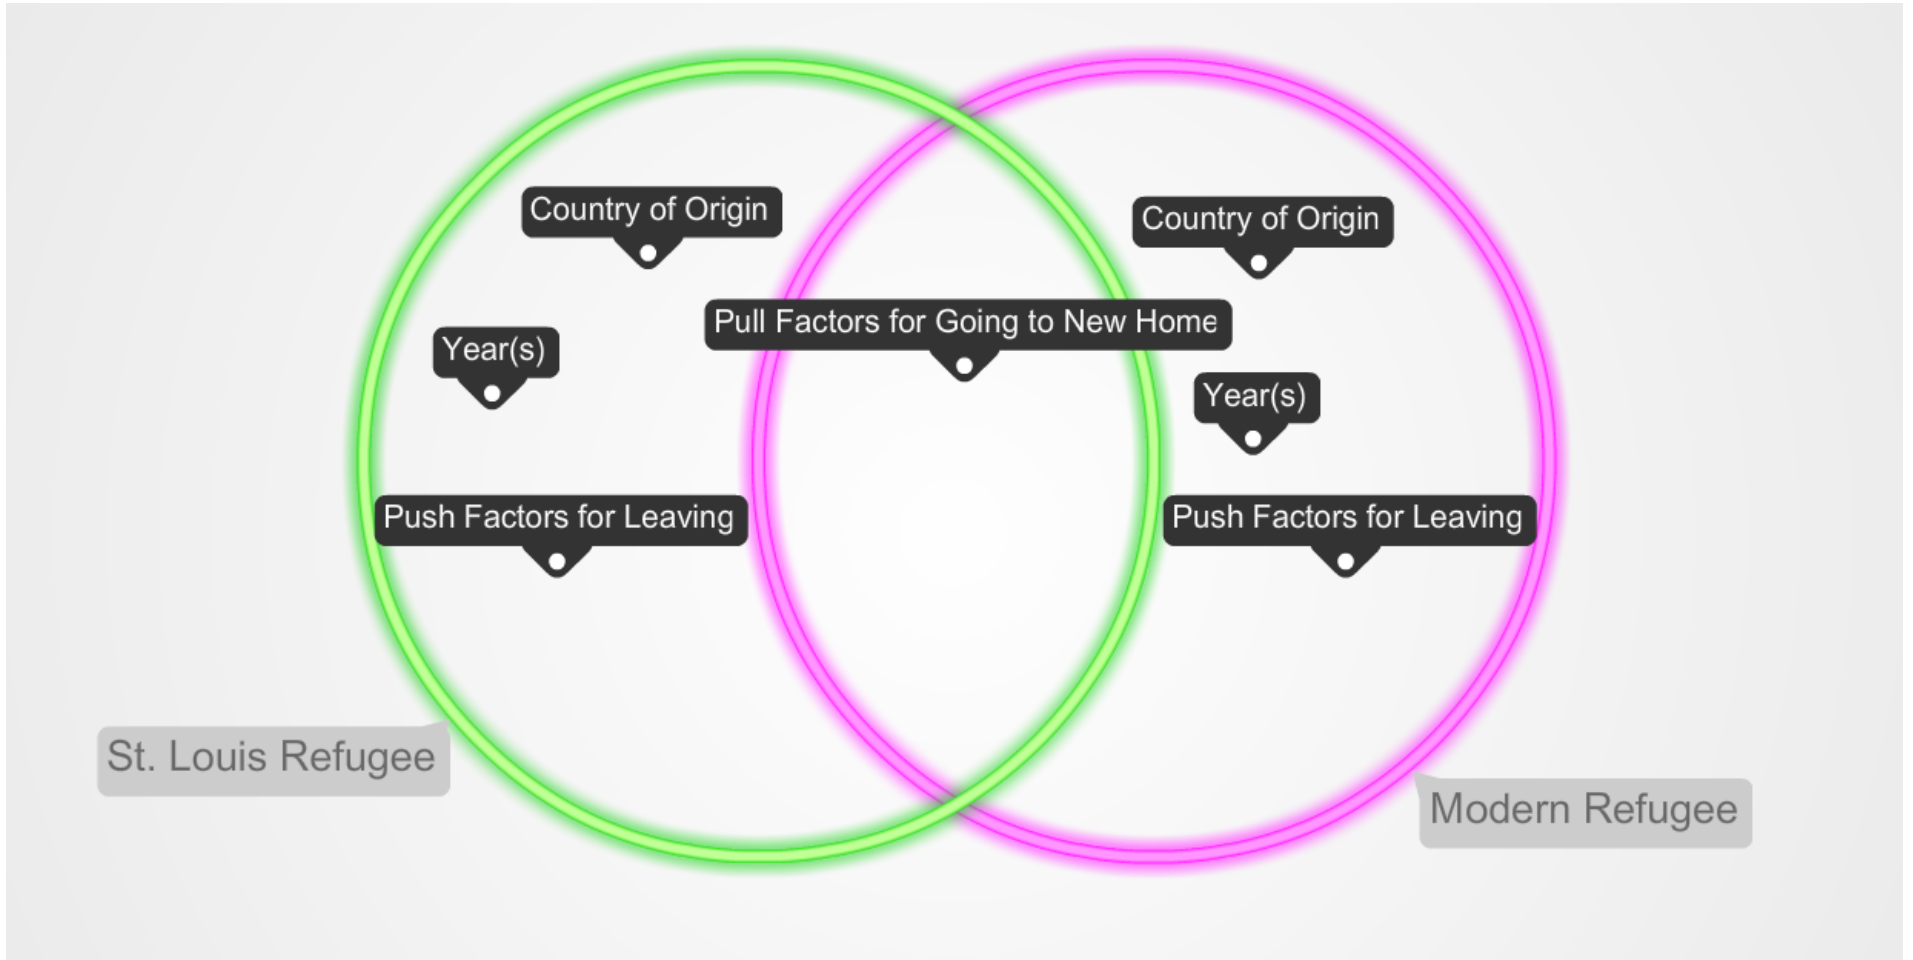 Country of Origin
Country of Origin
Pull Factors for Going to New Home
Year(s)
Year(s)
Push Factors for Leaving
Push Factors for Leaving
St. Louis Refugee
Modern Refugee